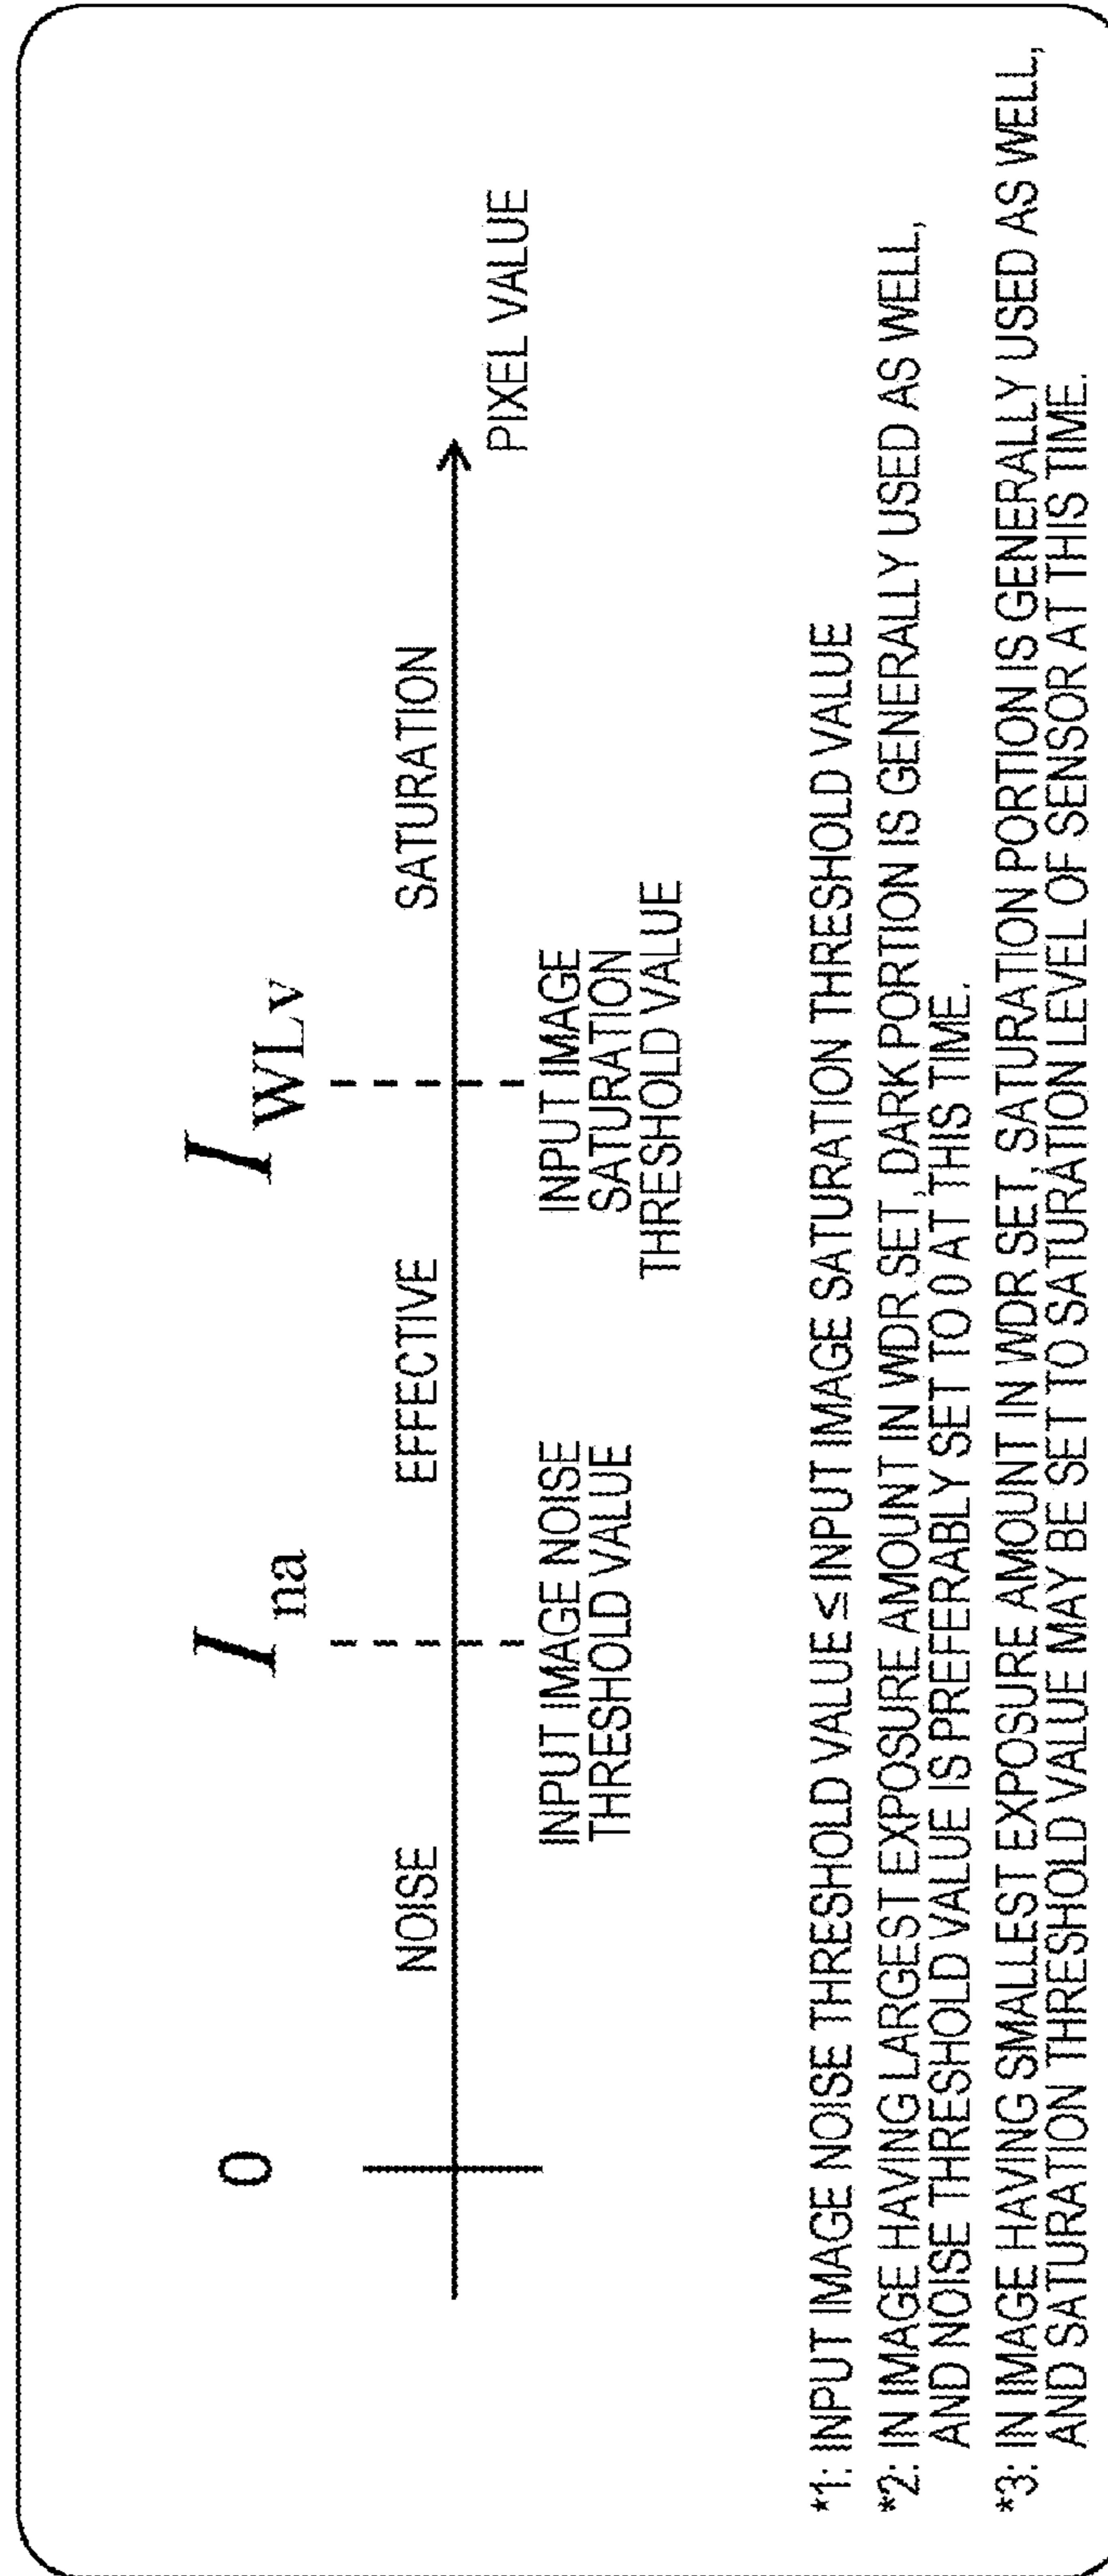 0
I na
I WLv
NOISE
EFFECTIVE
SATURATION
PIXEL VALUE
INPUT IMAGE NOISE
THRESHOLD VALUE
INPUT IMAGE
SATURATION
THRESHOLD VALUE
*1: INPUT IMAGE NOISE THRESHOLD VALUE ≤ INPUT IMAGE SATURATION THRESHOLD VALUE
*2: IN IMAGE HAVING LARGEST EXPOSURE AMOUNT IN WDR SET, DARK PORTION IS GENERALLY USED AS WELL,
AND NOISE THRESHOLD VALUE IS PREFERABLY SET TO 0 AT THIS TIME.
*3: IN IMAGE HAVING SMALLEST EXPOSURE AMOUNT IN WDR SET, SATURATION PORTION IS GENERALLY USED AS WELL,
AND SATURATION THRESHOLD VALUE MAY BE SET TO SATURATION LEVEL OF SENSOR AT THIS TIME.